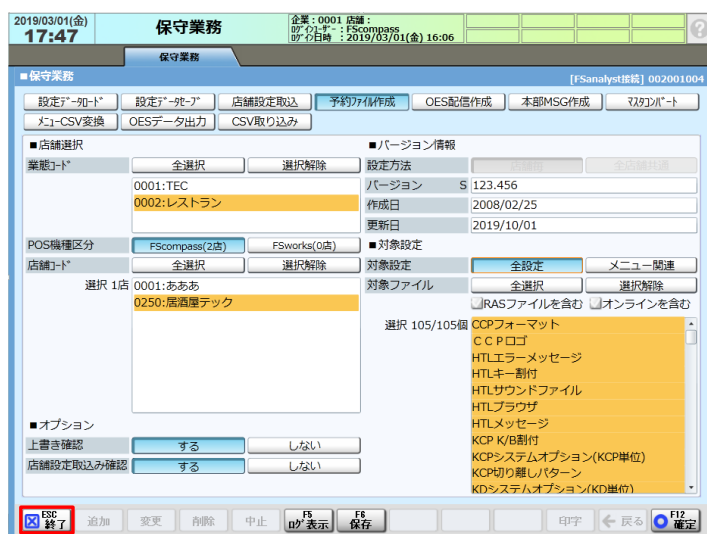 2019/03/01(金)
17:47
保守業務
企業：0001 店舗：
ﾛｸﾞｲﾝﾕｰｻﾞｰ：FScompass
ﾛｸﾞｲﾝ日時 ：2019/03/01(金) 16:06
保守業務
■保守業務
[FSanalyst接続] 002001004
設定ﾃﾞｰﾀﾛｰﾄﾞ 設定ﾃﾞｰﾀｾｰﾌﾞ 店舗設定取込 予約ﾌｧｲﾙ作成 OES配信作成 本部MSG作成 ﾏｽﾀｺﾝﾊﾞｰﾄ
ﾒﾆｭｰCSV変換 OESデータ出力 CSV取り込み
■店舗選択
業態ｺｰﾄﾞ 全選択 選択解除
0001:TEC
0002:レストラン
POS機種区分 FScompass(2店) FSworks(0店)
店舗ｺｰﾄﾞ 全選択 選択解除
選択 1店 0001:あああ
0250:居酒屋テック
■オプション
上書き確認 する しない
店舗設定取込み確認 する しない
■バージョン情報
設定方法 店舗毎 全店舗共通
バージョン S 123.456
作成日 2008/02/25
更新日 2019/10/01
■対象設定
対象設定 全設定 メニュー関連
対象ファイル 全選択 選択解除
RASファイルを含む オンラインを含む
選択 105/105個 CCPフォーマット
ＣＣＰロゴ
HTLエラーメッセージ
HTLキー割付
HTLサウンドファイル
HTLブラウザ
HTLメッセージ
KCP K/B割付
KCPシステムオプション(KCP単位)
KCP切り離しパターン
KDシステムオプション(KD単位)
ESC 終了 追加 変更 削除 中止 F5 ﾛｸﾞ表示 F6 保存 印字 戻る F12 確定